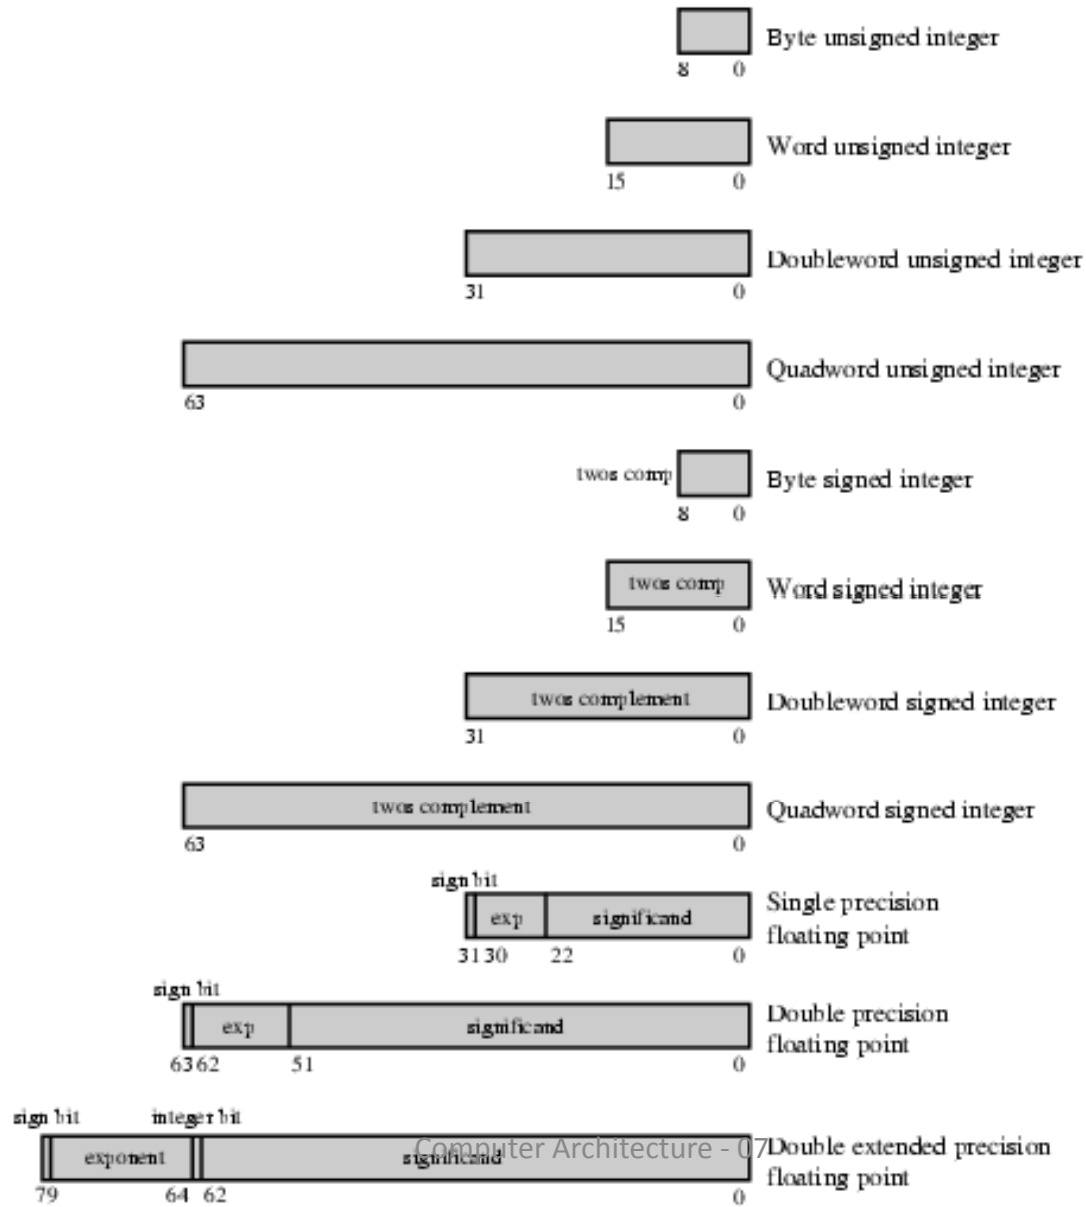 Byte unsigned integer
8 0
Word unsigned integer
15 0
Doubleword unsigned integer
31 0
Quadword unsigned integer
63 0
twos comp Byte signed integer
8 0
twos comp Word signed integer
15 0
twos complement Doubleword signed integer
31 0
twos complement Quadword signed integer
63 0
sign bit
exp significand Single precision
floating point
31 30 22 0
sign bit
exp significand Double precision
floating point
63 62 51 0
sign bit integer bit
exponent significand Double extended precision
Computer Architecture - 07
floating point
79 64 62 0